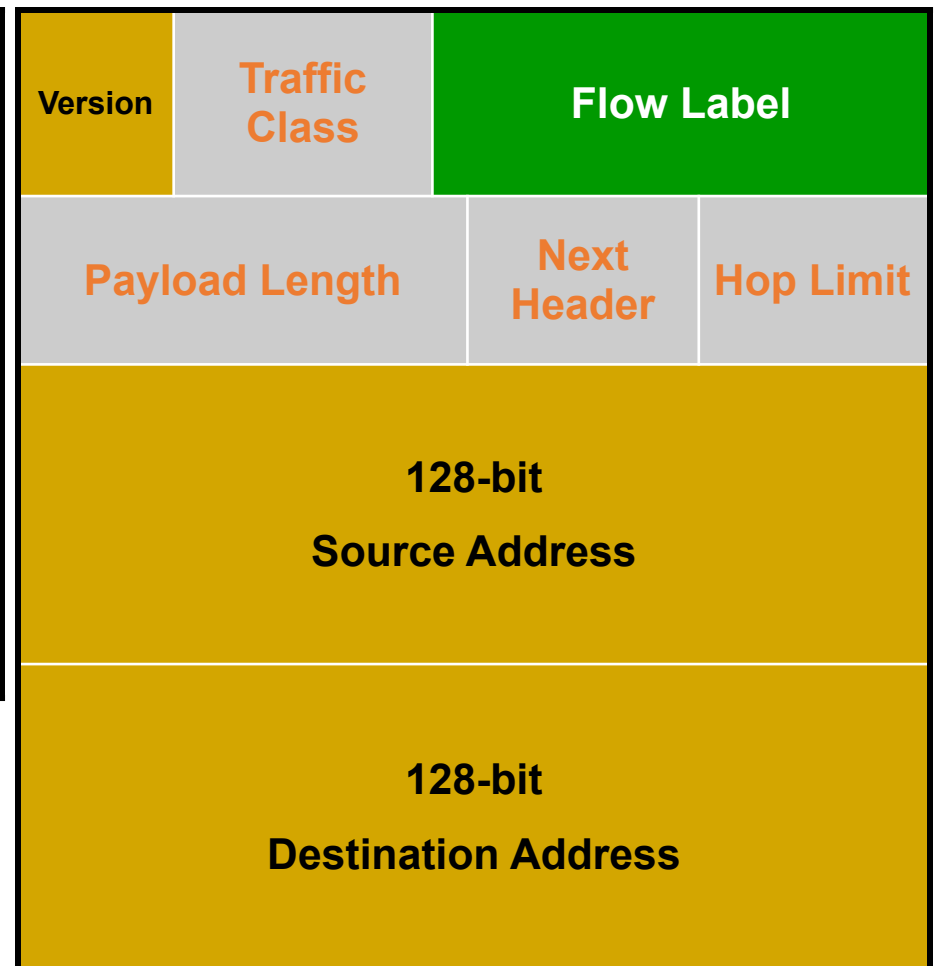 Version
Traffic
Class
Flow Label
Payload Length
Next
Header
Hop Limit
128-bit
Source Address
128-bit
Destination Address